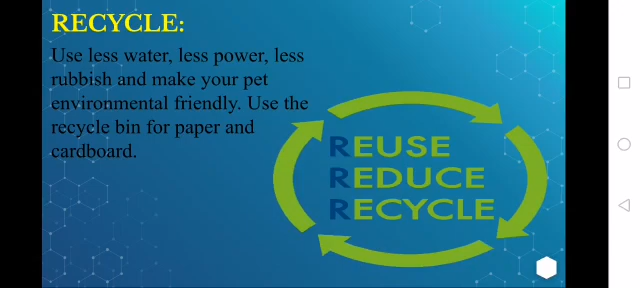 RECYCLE:
Use less water, less power, less
rubbish and make your pet
environmental friendly. Use the
recycle bin for paper and
cardboard.
REUSE
REDUCE
RECYCLE